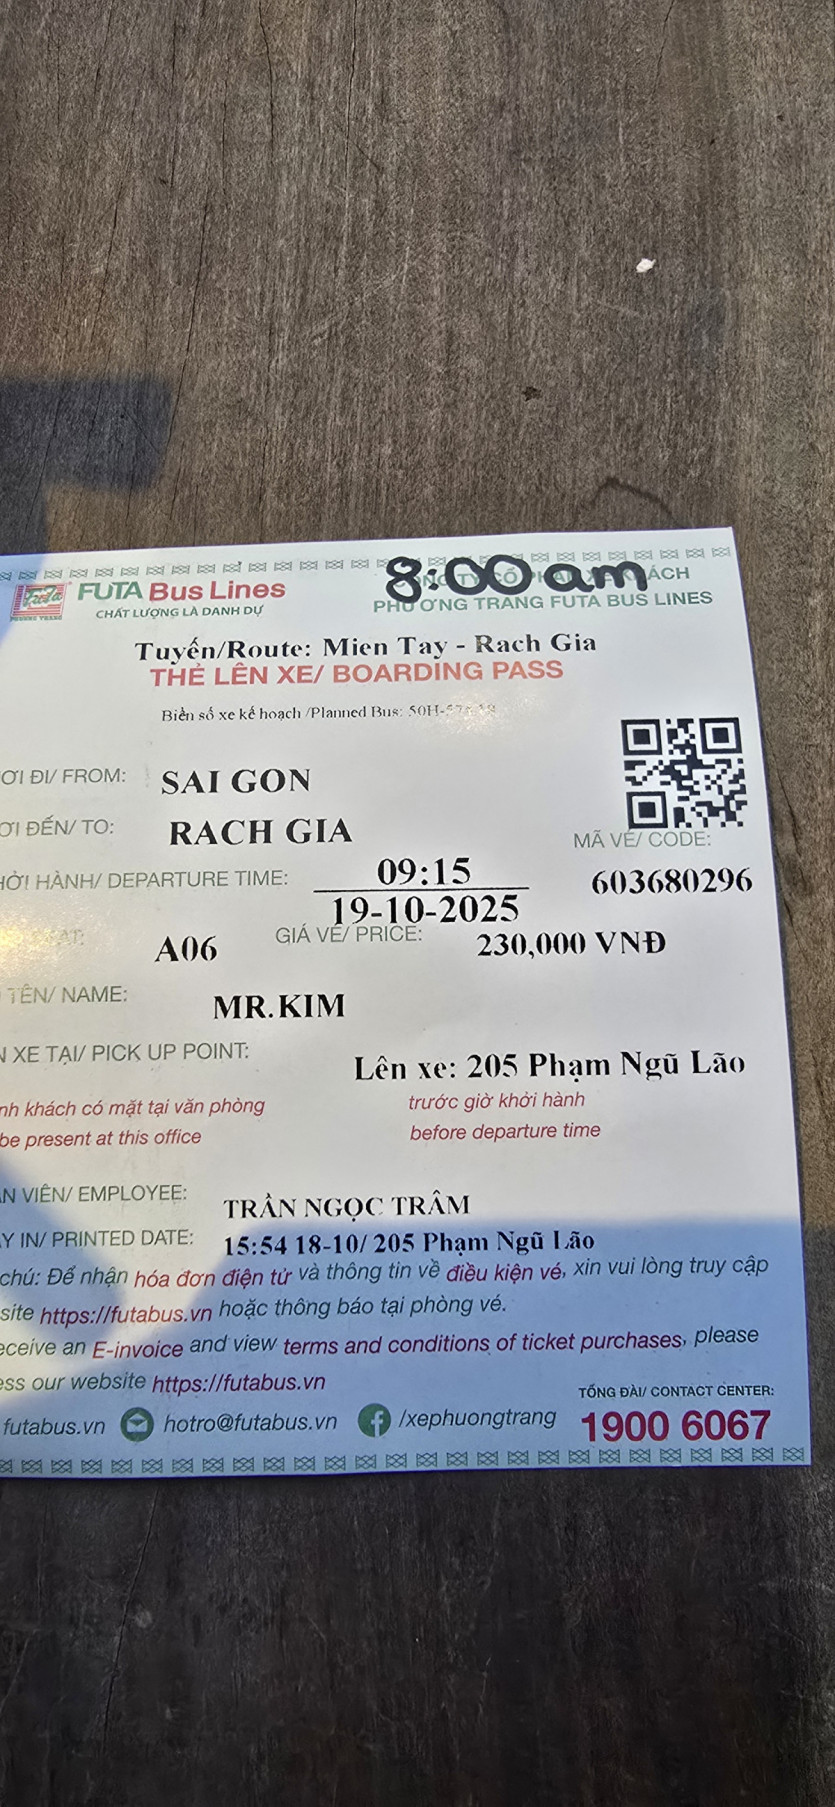 8:00 am
FUTA Bus Lines
CHẤT LƯỢNG LÀ DANH DỰ
PHƯƠNG TRANG FUTA BUS LINES
Tuyến/Route: Mien Tay - Rach Gia
THẺ LÊN XE/ BOARDING PASS
Biển số xe kế hoạch /Planned Bus: 50H-
ƠI ĐI/ FROM: SAI GON
ƠI ĐẾN/ TO: RACH GIA
MÃ VÉ/ CODE:
HỞI HÀNH/ DEPARTURE TIME: 09:15 603680296
19-10-2025
A06 GIÁ VÉ/ PRICE: 230,000 VNĐ
TÊN/ NAME: MR.KIM
N XE TẠI/ PICK UP POINT: Lên xe: 205 Phạm Ngũ Lão
nh khách có mặt tại văn phòng trước giờ khởi hành
be present at this office before departure time
N VIÊN/ EMPLOYEE: TRẦN NGỌC TRÂM
Y IN/ PRINTED DATE: 15:54 18-10/ 205 Phạm Ngũ Lão
chú: Để nhận hóa đơn điện tử và thông tin về điều kiện vé, xin vui lòng truy cập
site https://futabus.vn hoặc thông báo tại phòng vé.
eceive an E-invoice and view terms and conditions of ticket purchases, please
ess our website https://futabus.vn
TỔNG ĐÀI/ CONTACT CENTER:
futabus.vn hotro@futabus.vn /xephuongtrang 1900 6067